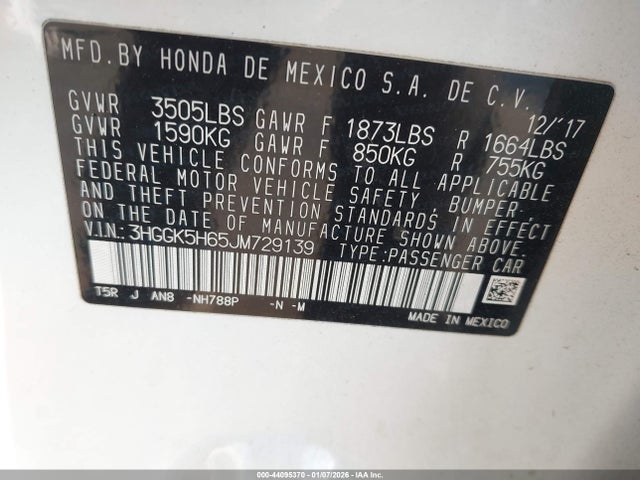 MFD. BY HONDA DE MEXICO S.A. DE C.V.
12/'17
GVWR 3505LBS GAWR F 1873LBS R 1664LBS
GVWR 1590KG GAWR F 850KG R 755KG
THIS VEHICLE CONFORMS TO ALL APPLICABLE
FEDERAL MOTOR VEHICLE SAFETY BUMPER,
AND THEFT PREVENTION STANDARDS IN EFFECT
ON THE DATE OF MANUFACTURE SHOWN ABOVE.
V.I.N.: 3HGGK5H65JM729139 TYPE:PASSENGER CAR
T5R J AN8 -NH788P -N -M
MADE IN MEXICO
000-44095370 - 01/07/2026 - IAAI.CA